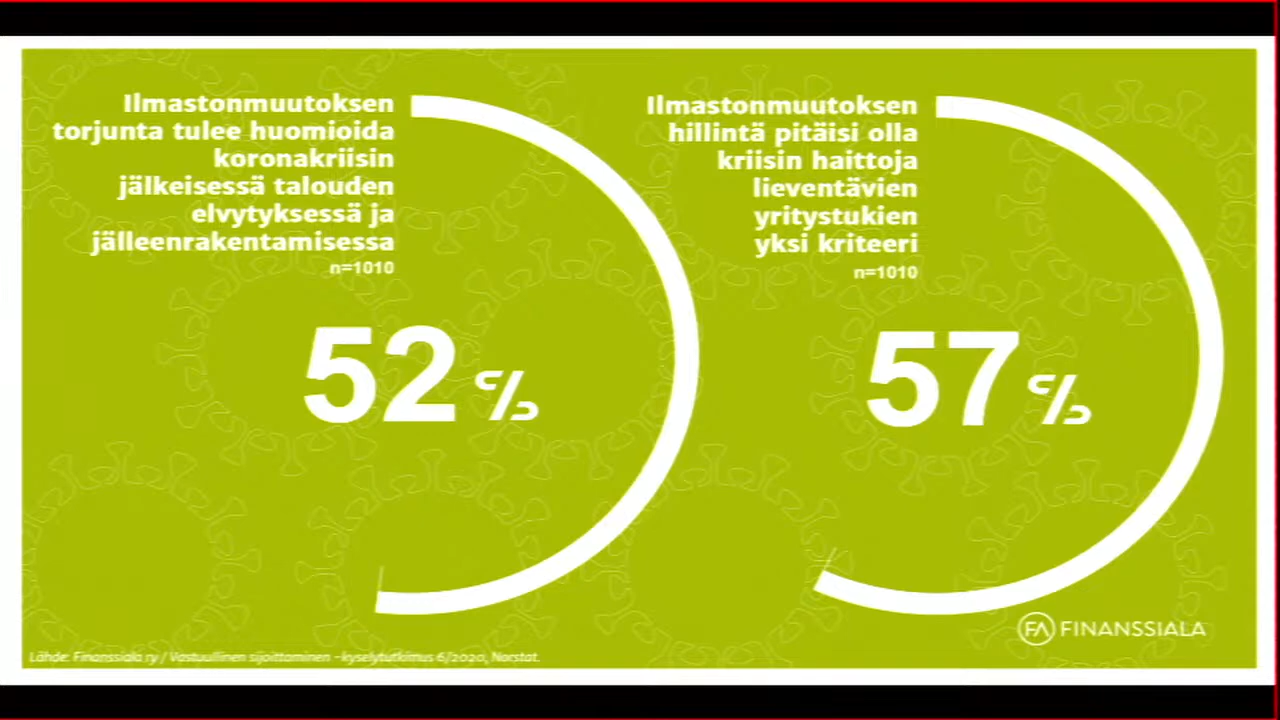 Ilmastonmuutoksen
torjunta tulee huomioida
koronakriisin
jälkeisessä talouden
elvytyksessä ja
jälleenrakentamisessa
n=1010
52 %
Ilmastonmuutoksen
hillintä pitäisi olla
kriisin haittoja
lieventävien
yritystukien
yksi kriteeri
n=1010
57 %
FA FINANSSIALA
Lähde: Finanssiala ry / Vastuullinen sijoittaminen -kyselytutkimus 6/2020, Norstat.